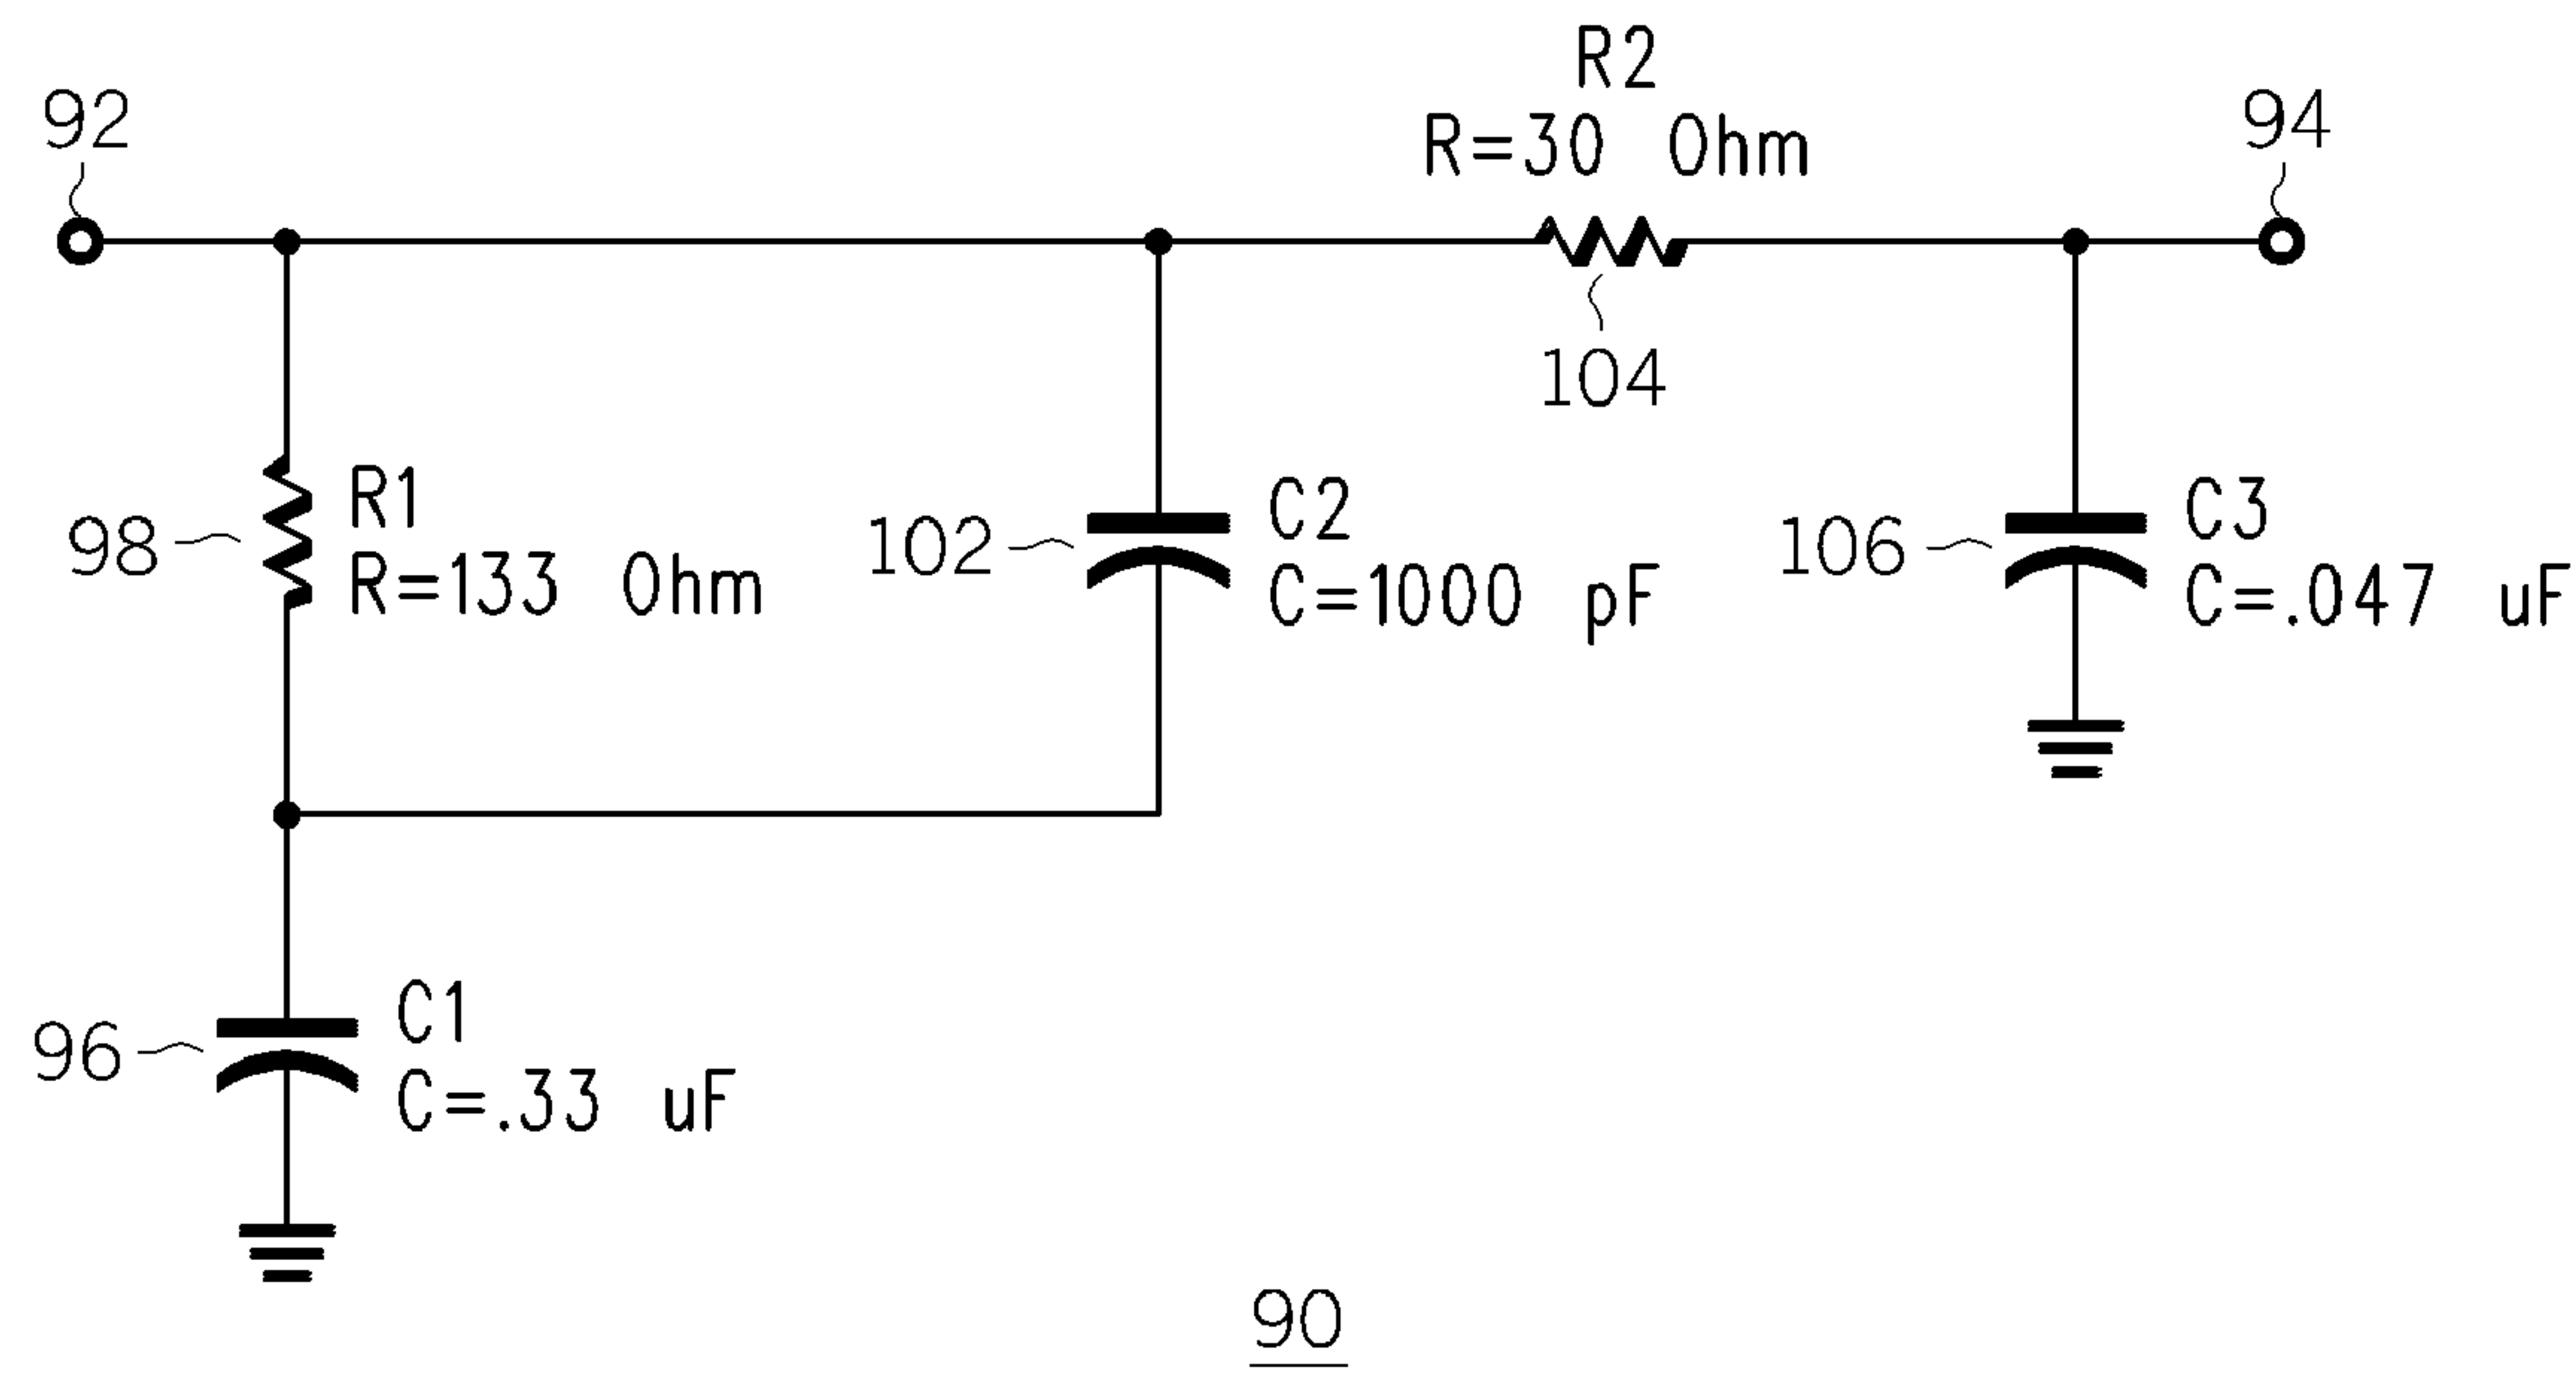 92
R2
R=30 Ohm
94
104
98
R1
R=133 Ohm
102
C2
C=1000 pF
106
C3
C=.047 uF
96
C1
C=.33 uF
90